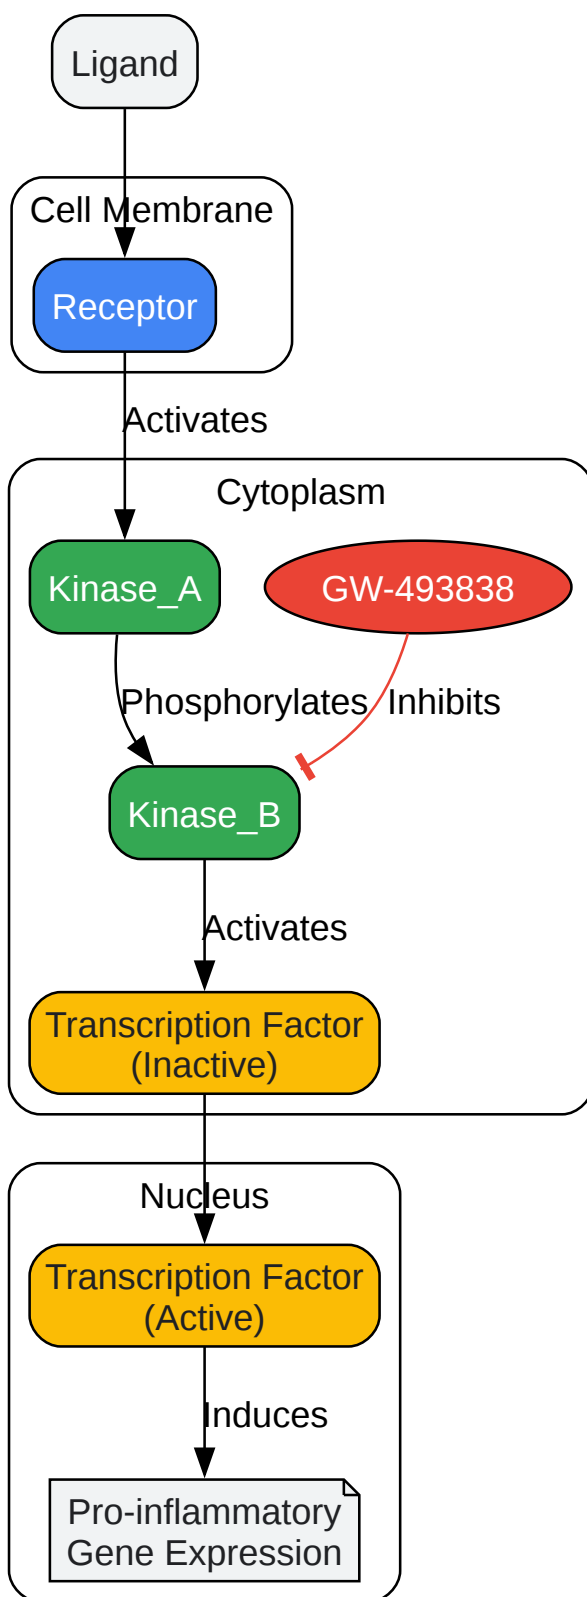 Ligand
Cell Membrane
Receptor
Activates
Cytoplasm
Kinase_A
GW-493838
Phosphorylates
Inhibits
Kinase_B
Activates
Transcription Factor
(Inactive)
Nucleus
Transcription Factor
(Active)
Induces
Pro-inflammatory
Gene Expression